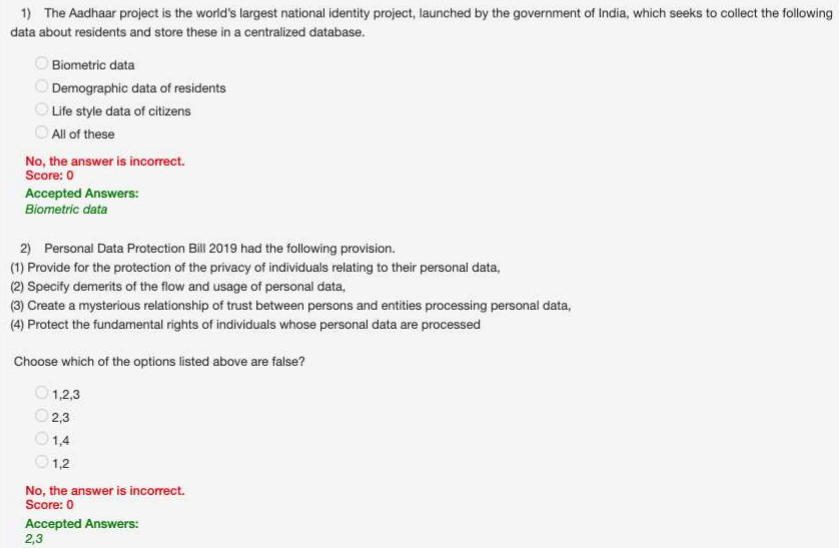 1) The Aadhaar project is the world's largest national identity project, launched by the government of India, which seeks to collect the following
data about residents and store these in a centralized database.
Biometric data
Demographic data of residents
Life style data of citizens
All of these
No, the answer is incorrect.
Score: 0
Accepted Answers:
Biometric data
2) Personal Data Protection Bill 2019 had the following provision.
(1) Provide for the protection of the privacy of individuals relating to their personal data,
(2) Specify demerits of the flow and usage of personal data,
(3) Create a mysterious relationship of trust between persons and entities processing personal data,
(4) Protect the fundamental rights of individuals whose personal data are processed
Choose which of the options listed above are false?
1,2,3
2,3
1,4
1,2
No, the answer is incorrect.
Score: 0
Accepted Answers:
2,3